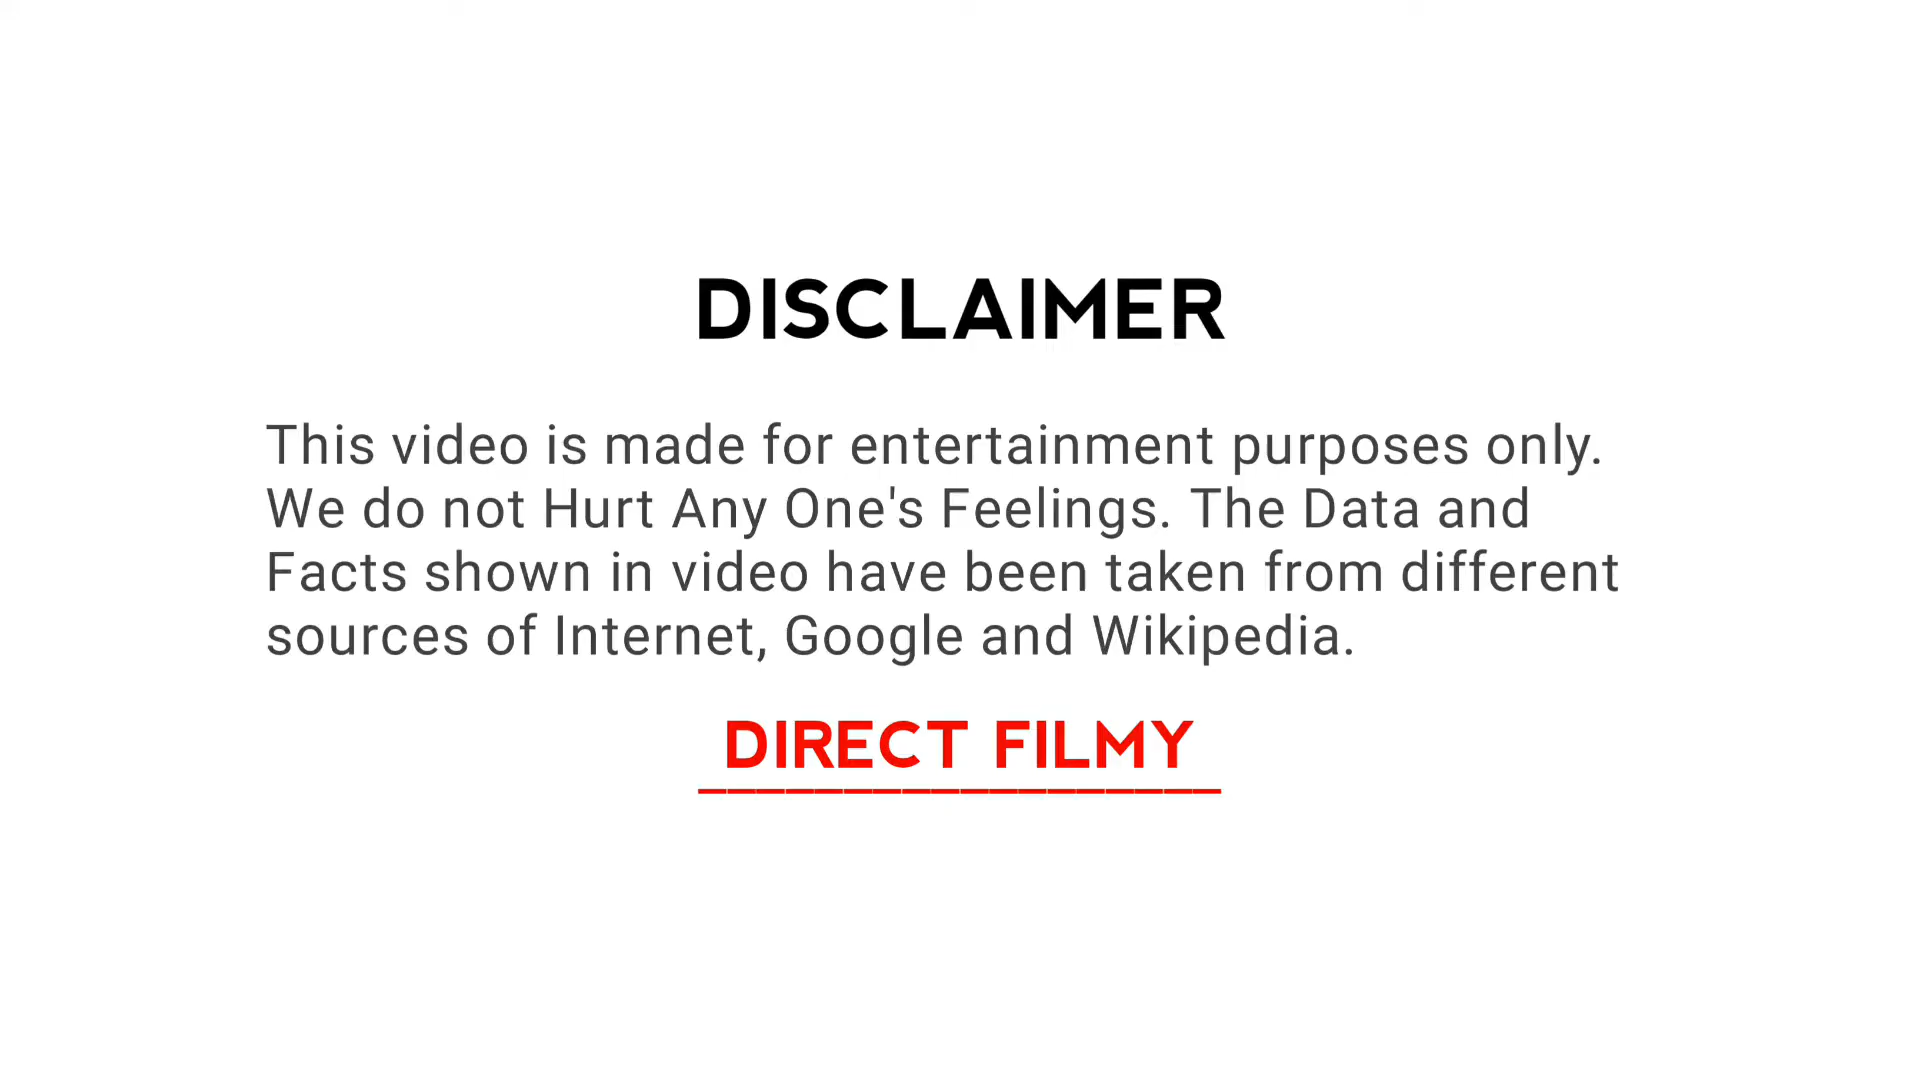 DISCLAIMER
This video is made for entertainment purposes only.
We do not Hurt Any One's Feelings. The Data and
Facts shown in video have been taken from different
sources of Internet, Google and Wikipedia.
DIRECT FILMY